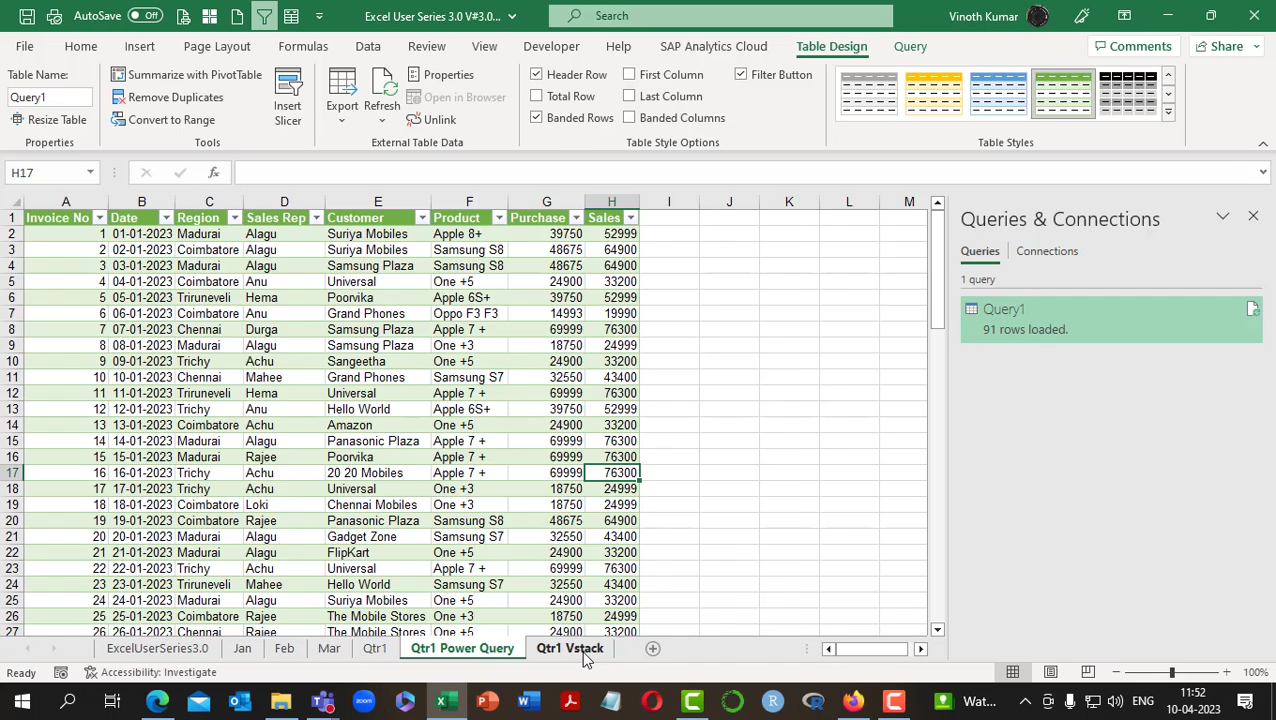 AutoSave Off Excel User Series 3.0 V#3.0... Search Vinoth Kumar
File Home Insert Page Layout Formulas Data Review View Developer Help SAP Analytics Cloud Table Design Query Comments Share
Table Name: Summarize with PivotTable Properties Header Row First Column Filter Button
Query1 Remove Duplicates Insert Slicer Export Refresh Open in Browser Total Row Last Column
Resize Table Convert to Range Unlink Banded Rows Banded Columns
Properties Tools External Table Data Table Style Options Table Styles
H17 fx
A B C D E F G H I J K L M
1 Invoice No Date Region Sales Rep Customer Product Purchase Sales
2 1 01-01-2023 Madurai Alagu Suriya Mobiles Apple 8+ 39750 52999
3 2 02-01-2023 Coimbatore Alagu Suriya Mobiles Samsung S8 48675 64900
4 3 03-01-2023 Madurai Alagu Samsung Plaza Samsung S8 48675 64900
5 4 04-01-2023 Coimbatore Anu Universal One +5 24900 33200
6 5 05-01-2023 Triruneveli Hema Poorvika Apple 6S+ 39750 52999
7 6 06-01-2023 Coimbatore Anu Grand Phones Oppo F3 F3 14993 19990
8 7 07-01-2023 Chennai Durga Samsung Plaza Apple 7 + 69999 76300
9 8 08-01-2023 Madurai Alagu Samsung Plaza One +3 18750 24999
10 9 09-01-2023 Trichy Achu Sangeetha One +5 24900 33200
11 10 10-01-2023 Chennai Mahee Grand Phones Samsung S7 32550 43400
12 11 11-01-2023 Triruneveli Hema Universal Apple 7 + 69999 76300
13 12 12-01-2023 Trichy Anu Hello World Apple 6S+ 39750 52999
14 13 13-01-2023 Coimbatore Alagu Amazon One +5 24900 33200
15 14 14-01-2023 Madurai Alagu Panasonic Plaza Apple 7 + 69999 76300
16 15 15-01-2023 Madurai Rajee Poorvika Apple 7 + 69999 76300
17 16 16-01-2023 Trichy Achu 20 20 Mobiles Apple 7 + 69999 76300
18 17 17-01-2023 Trichy Achu Universal One +3 18750 24999
19 18 18-01-2023 Coimbatore Loki Chennai Mobiles One +3 18750 24999
20 19 19-01-2023 Coimbatore Rajee Panasonic Plaza Samsung S8 48675 64900
21 20 20-01-2023 Madurai Alagu Gadget Zone Samsung S7 32550 43400
22 21 21-01-2023 Madurai Alagu FlipKart One +5 24900 33200
23 22 22-01-2023 Trichy Achu Universal Apple 7 + 69999 76300
24 23 23-01-2023 Triruneveli Mahee Hello World Samsung S7 32550 43400
25 24 24-01-2023 Madurai Alagu Suriya Mobiles One +5 24900 33200
26 25 25-01-2023 Coimbatore Rajee The Mobile Stores One +3 18750 24999
27 26 26-01-2023 Chennai Rajee The Mobile Stores One +5 24900 33200
Queries & Connections
Queries Connections
1 query
Query1
91 rows loaded.
ExcelUserSeries3.0 Jan Feb Mar Qtr1 Qtr1 Power Query Qtr1 Vstack
Ready Accessibility: Investigate 100%
Wat... ENG 11:52
10-04-2023